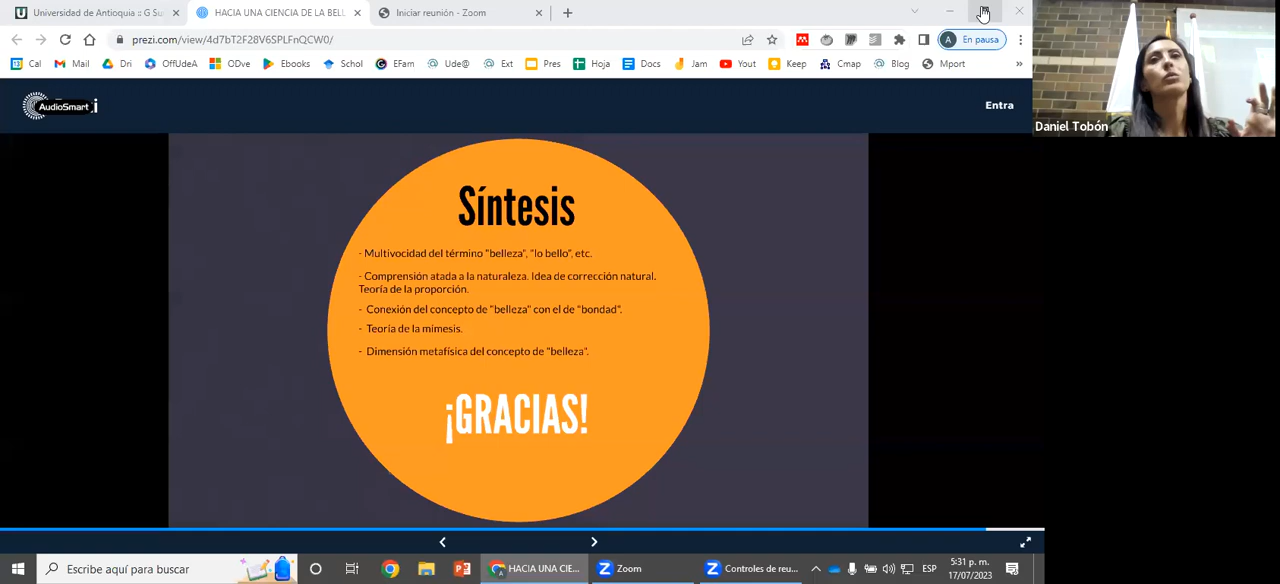 Universidad de Antioquia :: G Su
HACIA UNA CIENCIA DE LA BEL
Iniciar reunión - Zoom
prezi.com/view/4d7bT2F28V6SPLFnQCW0/
A En pausa
Cal Mail Dri OffUdeA ODve Ebooks Schol EFam UdeG Ext Pres Hoja Docs Jam Yout Keep Cmap Blog Mport »
AudioSmart .i
Entra
Daniel Tobón
Síntesis
- Multivocidad del término "belleza", "lo bello", etc.
- Comprensión atada a la naturaleza. Idea de corrección natural.
Teoría de la proporción.
- Conexión del concepto de "belleza" con el de "bondad".
- Teoría de la mímesis.
- Dimensión metafísica del concepto de "belleza".
¡GRACIAS!
Escribe aquí para buscar
HACIA UNA CIE...
Zoom
Controles de reu...
ESP
5:31 p. m.
17/07/2023